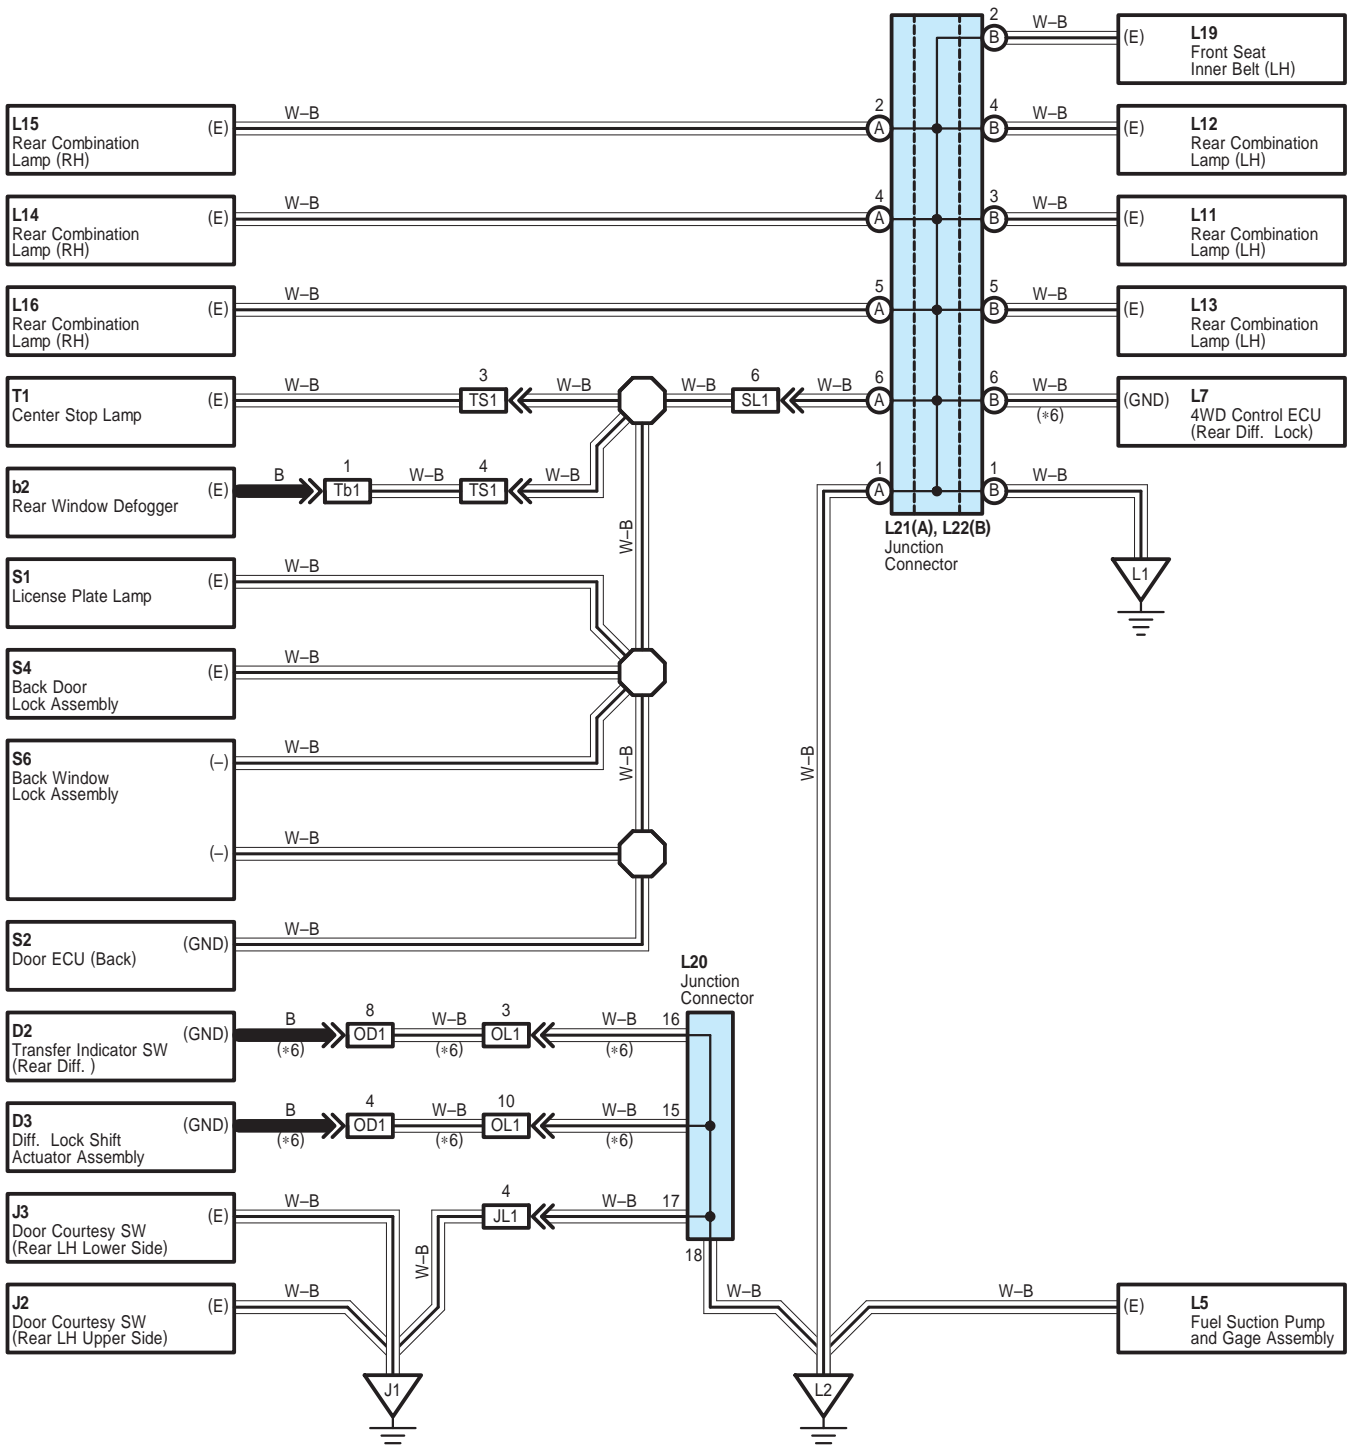 2
W–B
(E)
L19
Front Seat
Inner Belt (LH)
B
L15
Rear Combination
Lamp (RH)
(E)
W–B
2
A
4
B
W–B
(E)
L12
Rear Combination
Lamp (LH)
L14
Rear Combination
Lamp (RH)
(E)
W–B
4
A
3
B
W–B
(E)
L11
Rear Combination
Lamp (LH)
L16
Rear Combination
Lamp (RH)
(E)
W–B
5
A
5
B
W–B
(E)
L13
Rear Combination
Lamp (LH)
T1
Center Stop Lamp
(E)
W–B
3
TS1
W–B
W–B
6
SL1
W–B
6
A
6
B
W–B
(*6)
(GND)
L7
4WD Control ECU
(Rear Diff. Lock)
b2
Rear Window Defogger
(E)
B
1
Tb1
W–B
4
TS1
W–B
1
A
1
B
W–B
L21(A), L22(B)
Junction
Connector
L1
W–B
S1
License Plate Lamp
(E)
W–B
S4
Back Door
Lock Assembly
(E)
W–B
S6
Back Window
Lock Assembly
(–)
W–B
W–B
W–B
(–)
W–B
S2
Door ECU (Back)
(GND)
W–B
L20
Junction
Connector
D2
Transfer Indicator SW
(Rear Diff. )
(GND)
B
(*6)
8
OD1
W–B
(*6)
3
OL1
W–B
(*6)
16
D3
Diff. Lock Shift
Actuator Assembly
(GND)
B
(*6)
4
OD1
W–B
(*6)
10
OL1
W–B
(*6)
15
J3
Door Courtesy SW
(Rear LH Lower Side)
(E)
W–B
W–B
4
JL1
W–B
17
18
J2
Door Courtesy SW
(Rear LH Upper Side)
(E)
W–B
W–B
W–B
(E)
L5
Fuel Suction Pump
and Gage Assembly
J1
L2